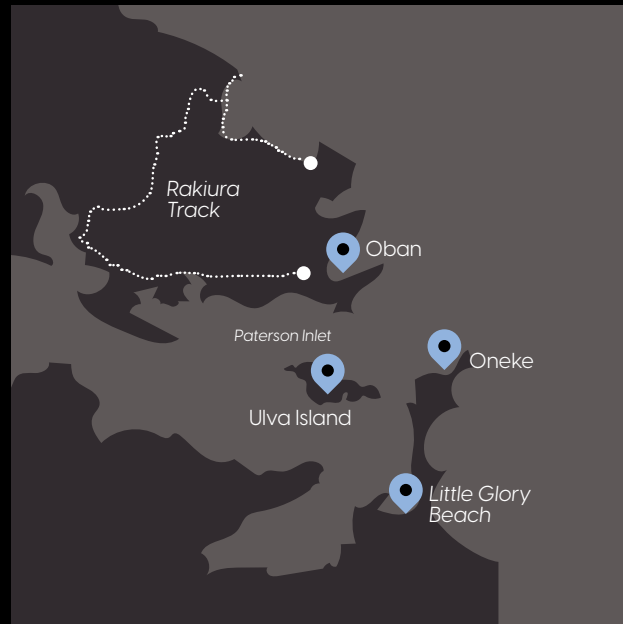 Rakiura
Track
Oban
Paterson Inlet
Oneke
Ulva Island
Little Glory
Beach